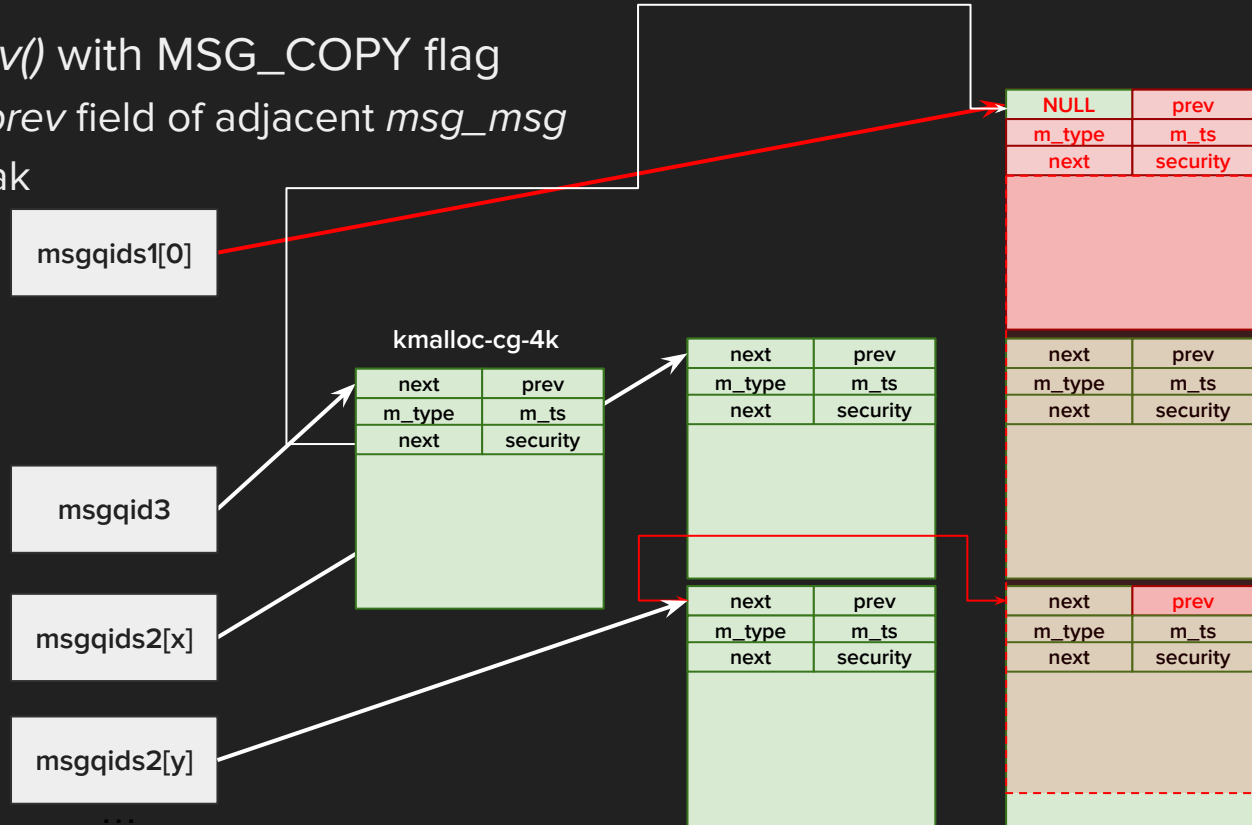 v() with MSG_COPY flag
prev field of adjacent msg_msg
ak
NULL prev
m_type m_ts
next security
msgqids1[0]
kmalloc-cg-4k
next prev
m_type m_ts
next security
next prev
m_type m_ts
next security
next prev
m_type m_ts
next security
msgqid3
msgqids2[x]
next prev
m_type m_ts
next security
next prev
m_type m_ts
next security
msgqids2[y]
...